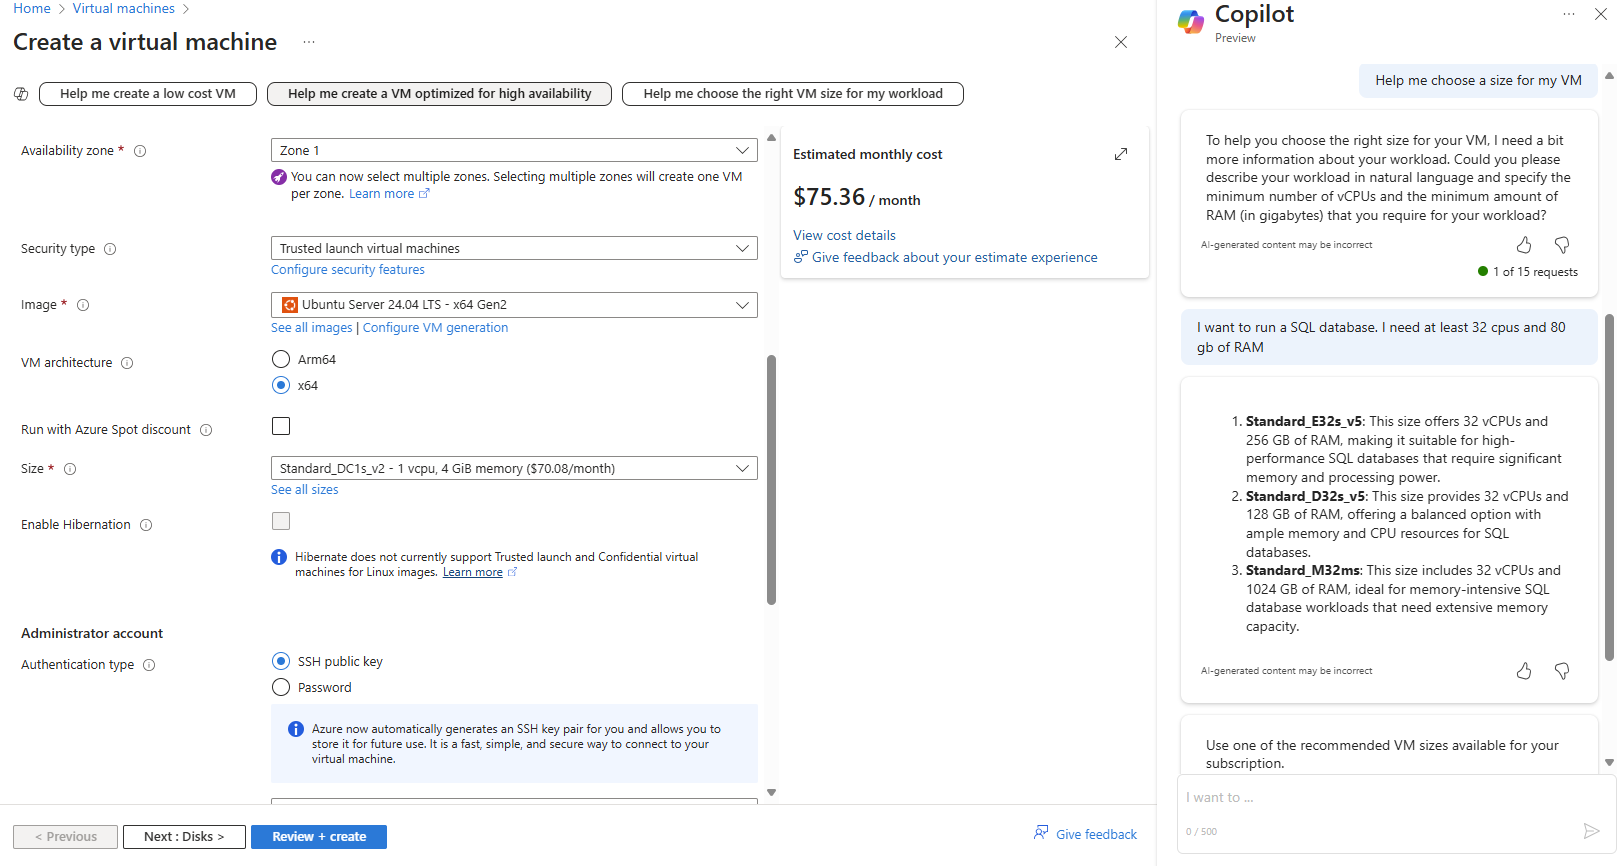 Home > Virtual machines >
Create a virtual machine ...
Help me create a low cost VM
Help me create a VM optimized for high availability
Help me choose the right VM size for my workload
Availability zone *
Zone 1
You can now select multiple zones. Selecting multiple zones will create one VM
per zone. Learn more
Security type
Trusted launch virtual machines
Configure security features
Image *
Ubuntu Server 24.04 LTS - x64 Gen2
See all images | Configure VM generation
VM architecture
Arm64
x64
Run with Azure Spot discount
Size *
Standard_DC1s_v2 - 1 vcpu, 4 GiB memory ($70.08/month)
See all sizes
Enable Hibernation
Hibernate does not currently support Trusted launch and Confidential virtual
machines for Linux images. Learn more
Administrator account
Authentication type
SSH public key
Password
Azure now automatically generates an SSH key pair for you and allows you to
store it for future use. It is a fast, simple, and secure way to connect to your
virtual machine.
Estimated monthly cost
$75.36 / month
View cost details
Give feedback about your estimate experience
< Previous
Next : Disks >
Review + create
Give feedback
Copilot
Preview
Help me choose a size for my VM
To help you choose the right size for your VM, I need a bit
more information about your workload. Could you please
describe your workload in natural language and specify the
minimum number of vCPUs and the minimum amount of
RAM (in gigabytes) that you require for your workload?
AI-generated content may be incorrect
1 of 15 requests
I want to run a SQL database. I need at least 32 cpus and 80
gb of RAM
1. Standard_E32s_v5: This size offers 32 vCPUs and
256 GB of RAM, making it suitable for high-
performance SQL databases that require significant
memory and processing power.
2. Standard_D32s_v5: This size provides 32 vCPUs and
128 GB of RAM, offering a balanced option with
ample memory and CPU resources for SQL
databases.
3. Standard_M32ms: This size includes 32 vCPUs and
1024 GB of RAM, ideal for memory-intensive SQL
database workloads that need extensive memory
capacity.
AI-generated content may be incorrect
Use one of the recommended VM sizes available for your
subscription.
I want to ...
0 / 500